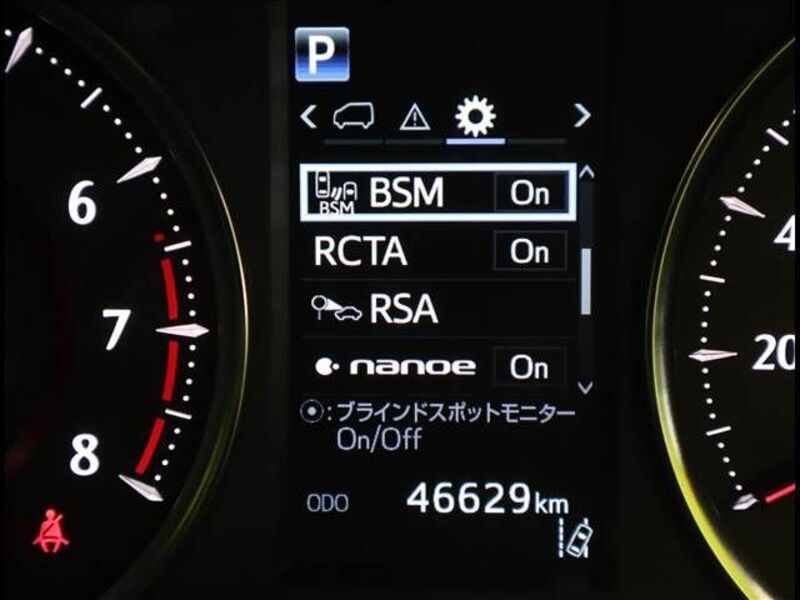 P
BSM BSM On
RCTA On
RSA
nanoe On
:ブラインドスポットモニター
On/Off
ODO 46629km
6
7
8
4
20